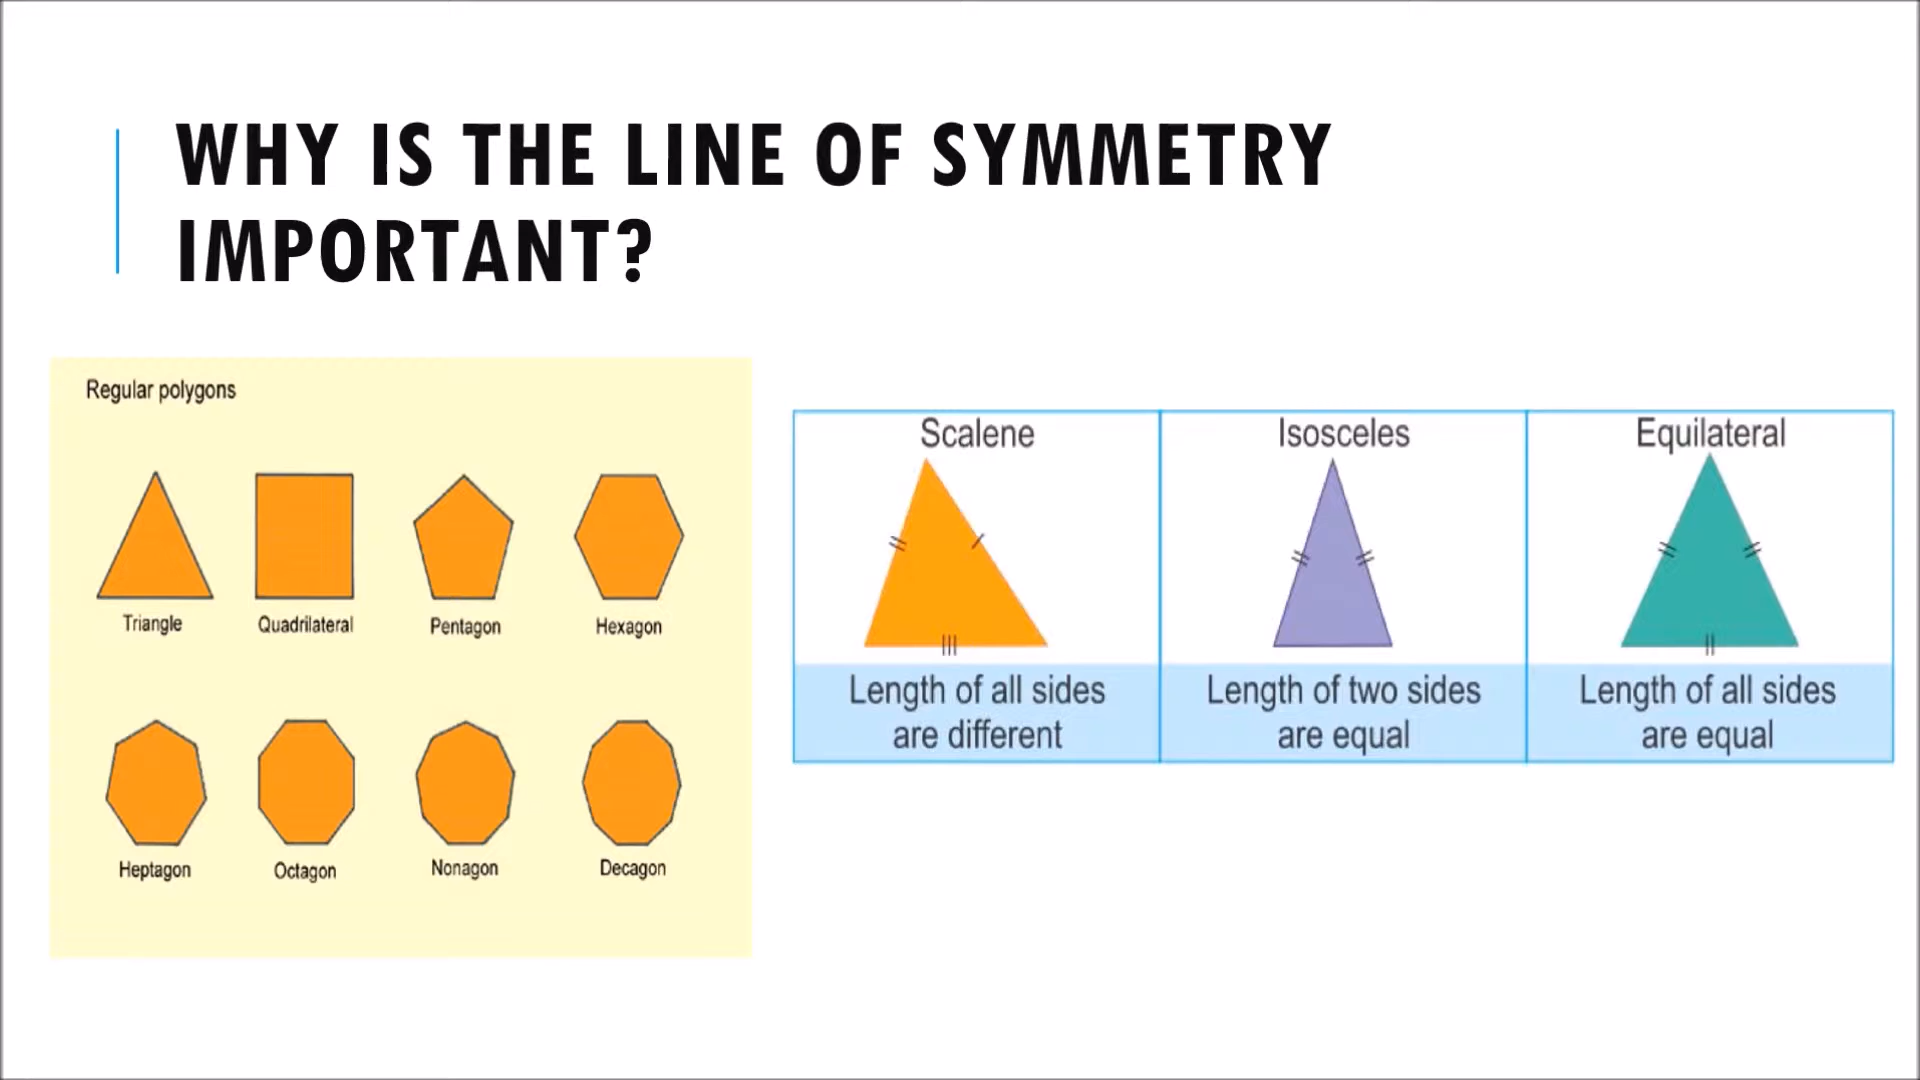 WHY IS THE LINE OF SYMMETRY
IMPORTANT?
Regular polygons
Triangle
Quadrilateral
Pentagon
Hexagon
Heptagon
Octagon
Nonagon
Decagon
Scalene
Isosceles
Equilateral
Length of all sides
are different
Length of two sides
are equal
Length of all sides
are equal